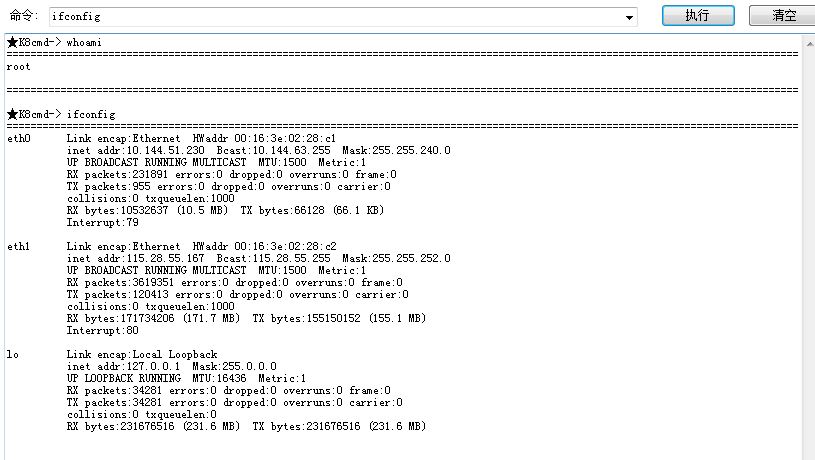 命令: ifconfig 执行 清空
★K8cmd-> whoami
===================================================================================================================
root
===================================================================================================================
★K8cmd-> ifconfig
===================================================================================================================
eth0 Link encap:Ethernet HWaddr 00:16:3e:02:28:c1
inet addr:10.144.51.230 Bcast:10.144.63.255 Mask:255.255.240.0
UP BROADCAST RUNNING MULTICAST MTU:1500 Metric:1
RX packets:231891 errors:0 dropped:0 overruns:0 frame:0
TX packets:955 errors:0 dropped:0 overruns:0 carrier:0
collisions:0 txqueuelen:1000
RX bytes:10532637 (10.5 MB) TX bytes:66128 (66.1 KB)
Interrupt:79
eth1 Link encap:Ethernet HWaddr 00:16:3e:02:28:c2
inet addr:115.28.55.167 Bcast:115.28.55.255 Mask:255.255.252.0
UP BROADCAST RUNNING MULTICAST MTU:1500 Metric:1
RX packets:3619351 errors:0 dropped:0 overruns:0 frame:0
TX packets:120413 errors:0 dropped:0 overruns:0 carrier:0
collisions:0 txqueuelen:1000
RX bytes:171734206 (171.7 MB) TX bytes:155150152 (155.1 MB)
Interrupt:80
lo Link encap:Local Loopback
inet addr:127.0.0.1 Mask:255.0.0.0
UP LOOPBACK RUNNING MTU:16436 Metric:1
RX packets:34281 errors:0 dropped:0 overruns:0 frame:0
TX packets:34281 errors:0 dropped:0 overruns:0 carrier:0
collisions:0 txqueuelen:0
RX bytes:231676516 (231.6 MB) TX bytes:231676516 (231.6 MB)